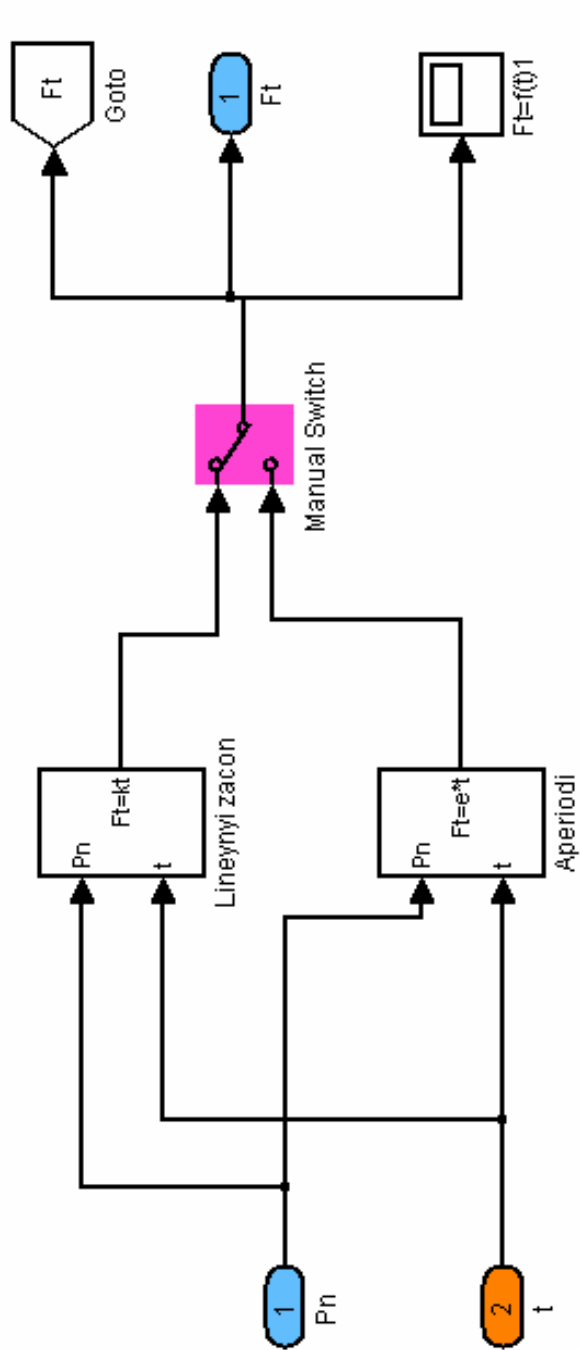 1
Pn
2
t
Pn
t
Ft=kt
Lineynyi zacon
Pn
t
Ft=e*t
Aperiodi
Manual Switch
Ft
Goto
1
Ft
Ft=f(t)1